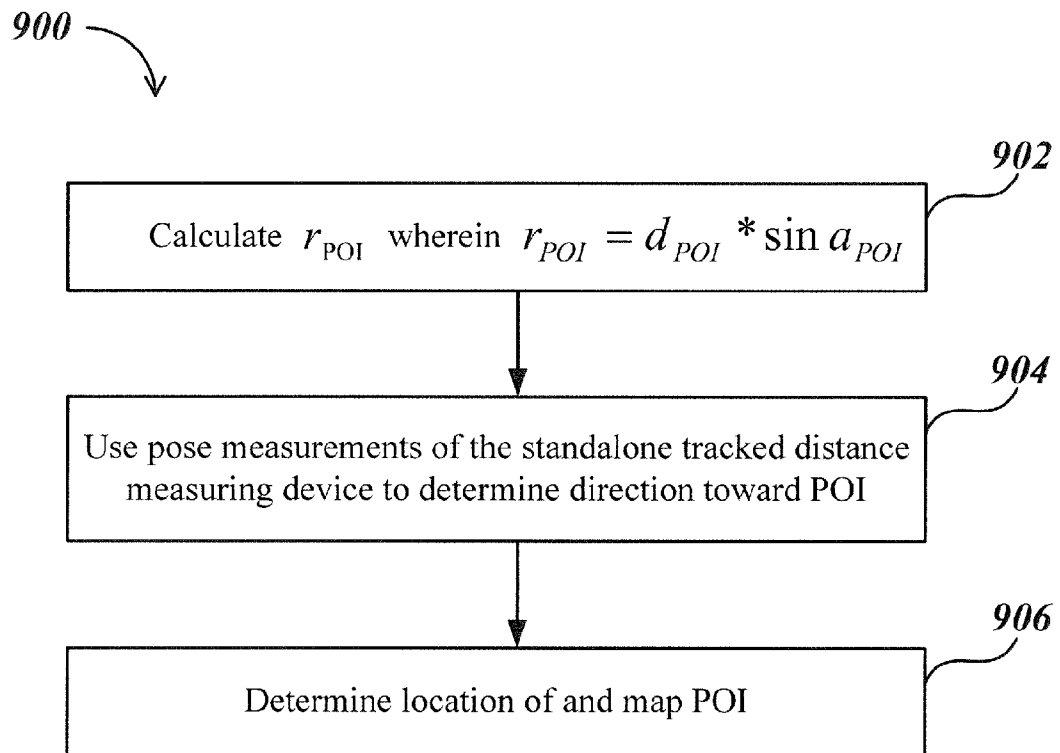 900
902
Calculate r_POI wherein r_POI = d_POI * sin a_POI
904
Use pose measurements of the standalone tracked distance
measuring device to determine direction toward POI
906
Determine location of and map POI